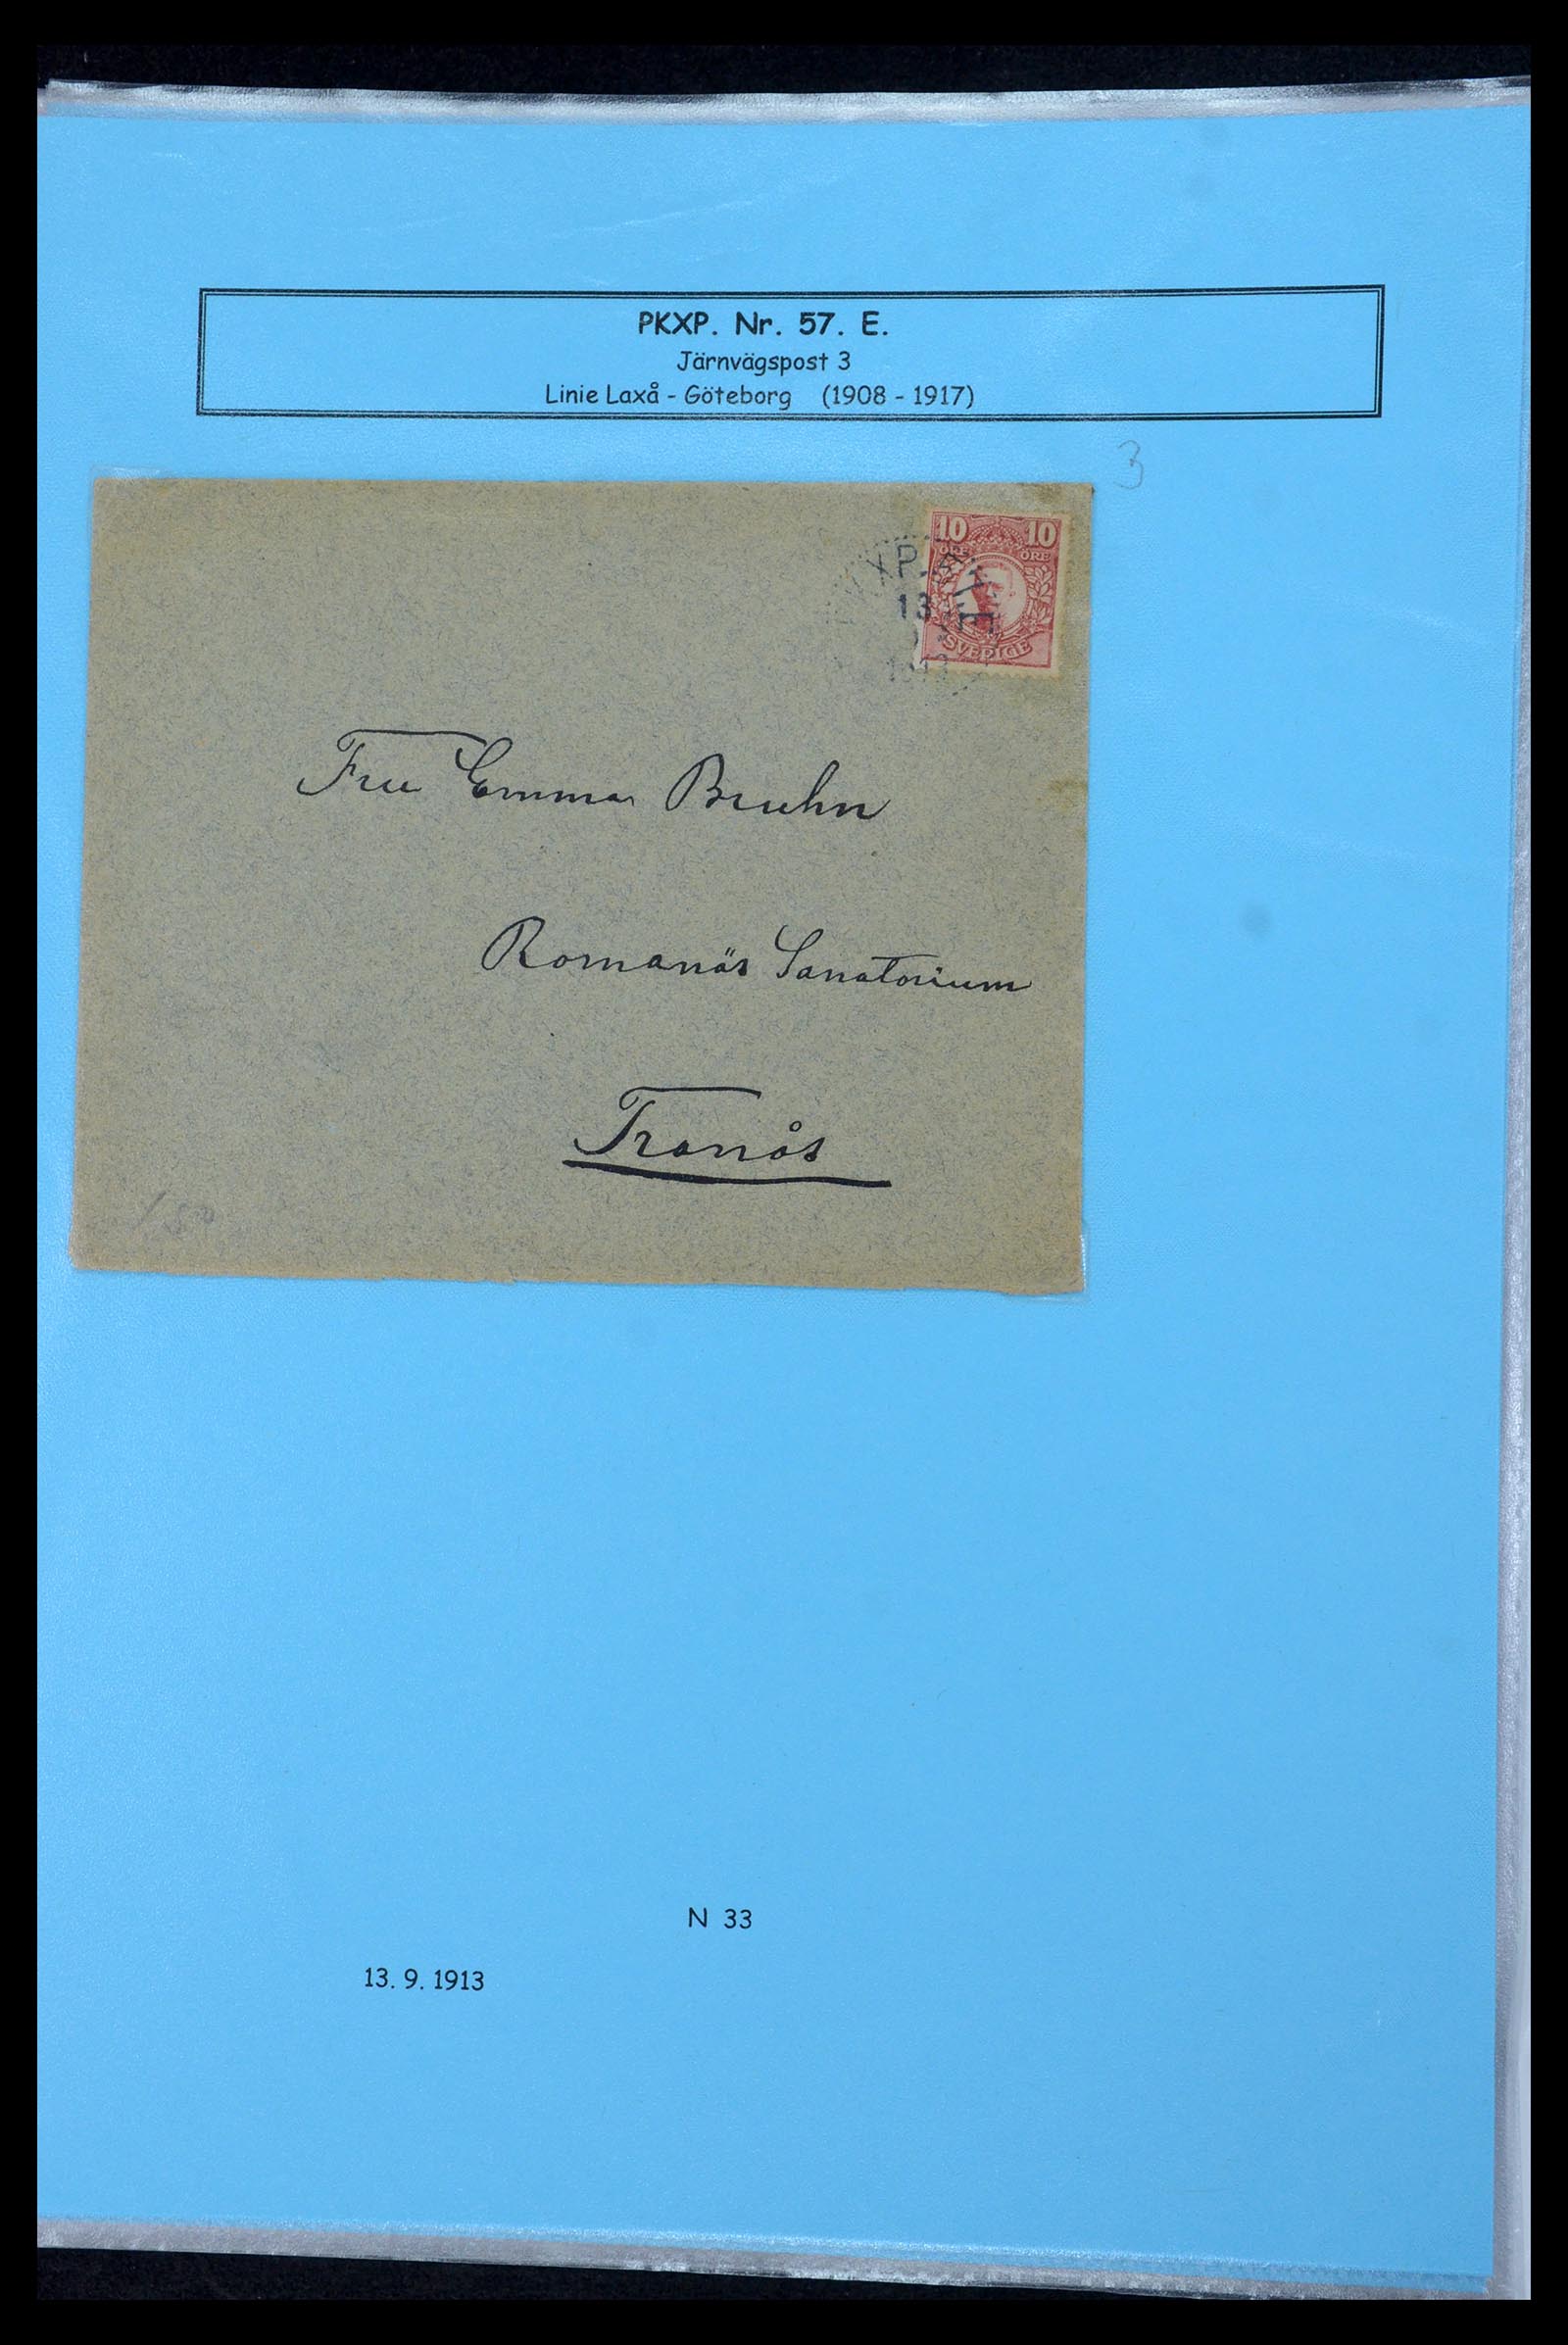 PKXP. Nr. 57. E.
Järnvägspost 3
Linie Laxå - Göteborg (1908 - 1917)
3
10 10
ÖRE ÖRE
SVERIGE
13
Fru Emma Bruhn
Romanäs Sanatorium
Tranås
N 33
13. 9. 1913